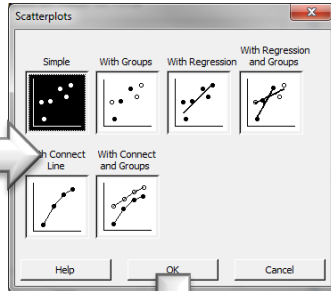 Scatterplots
With Regression
Simple With Groups With Regression and Groups
With Connect
Connect Line and Groups
Help OK Cancel